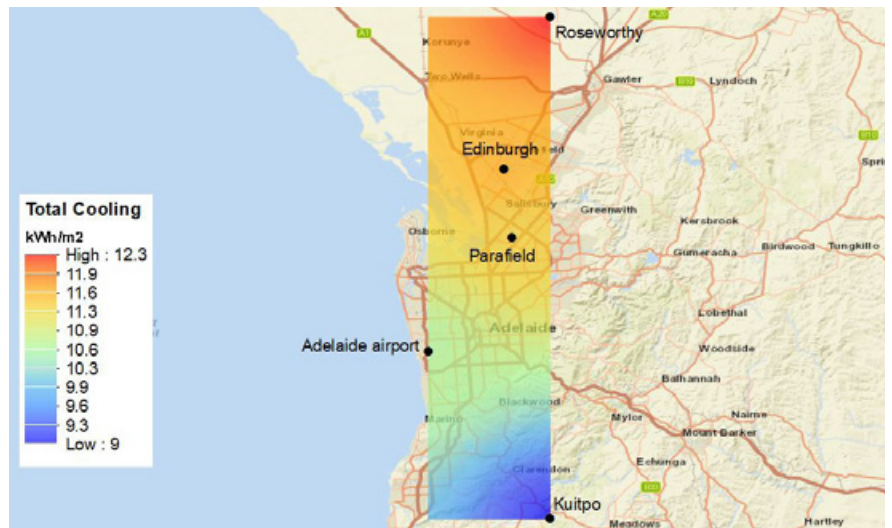 A1
A20
Korunye
Roseworthy
Two Wells
Gawler
Lyndoch
B19
Virginia
Edinburgh
field
Salisbury
Greenwith
Kersbrook
Osborne
Parafield
Gumeracha
Birdwood
Tungkillo
Total Cooling
kWh/m2
High : 12.3
11.9
11.6
11.3
10.9
10.6
10.3
9.9
9.6
9.3
Low : 9
Adelaide
Lobethal
Adelaide airport
Woodside
Balhannah
Blackwood
Marino
Mylor
Nairne
Mount Barker
Clarendon
Echunga
Kuitpo
Meadows
Hartley